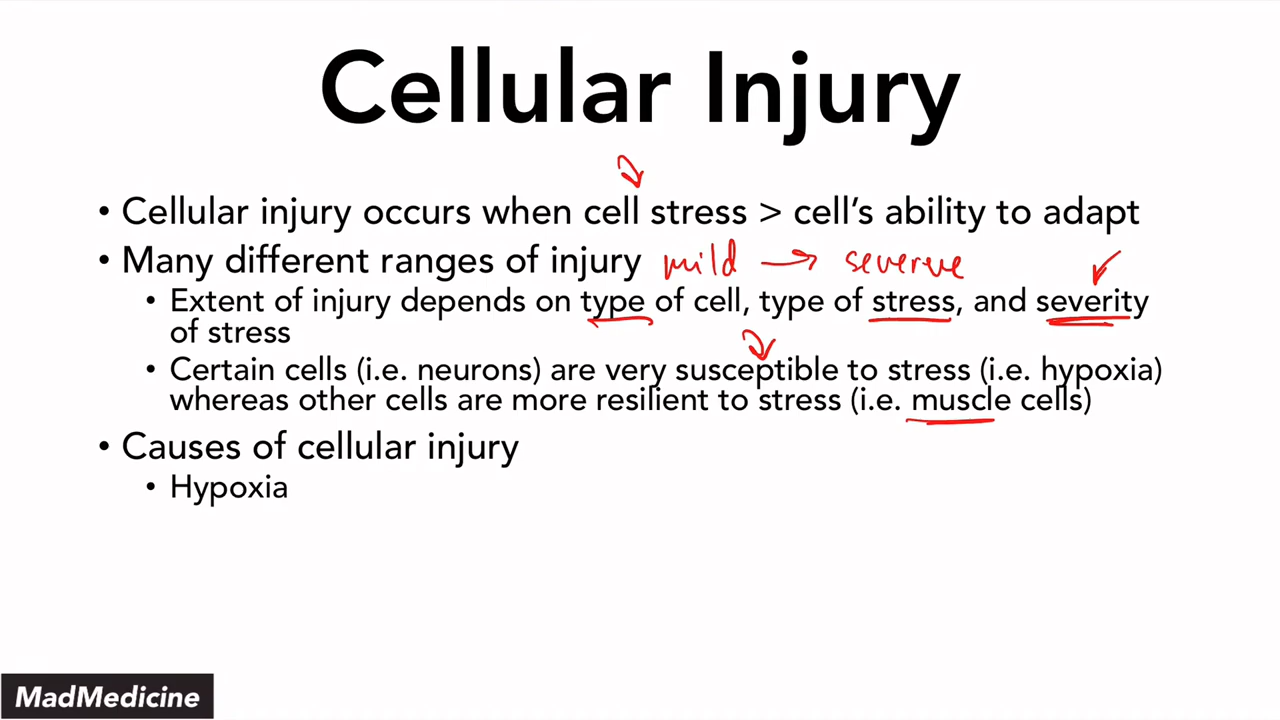 Cellular Injury
• Cellular injury occurs when cell stress > cell's ability to adapt
• Many different ranges of injury mild → severve
• Extent of injury depends on type of cell, type of stress, and severity
of stress
• Certain cells (i.e. neurons) are very susceptible to stress (i.e. hypoxia)
whereas other cells are more resilient to stress (i.e. muscle cells)
• Causes of cellular injury
• Hypoxia
MadMedicine